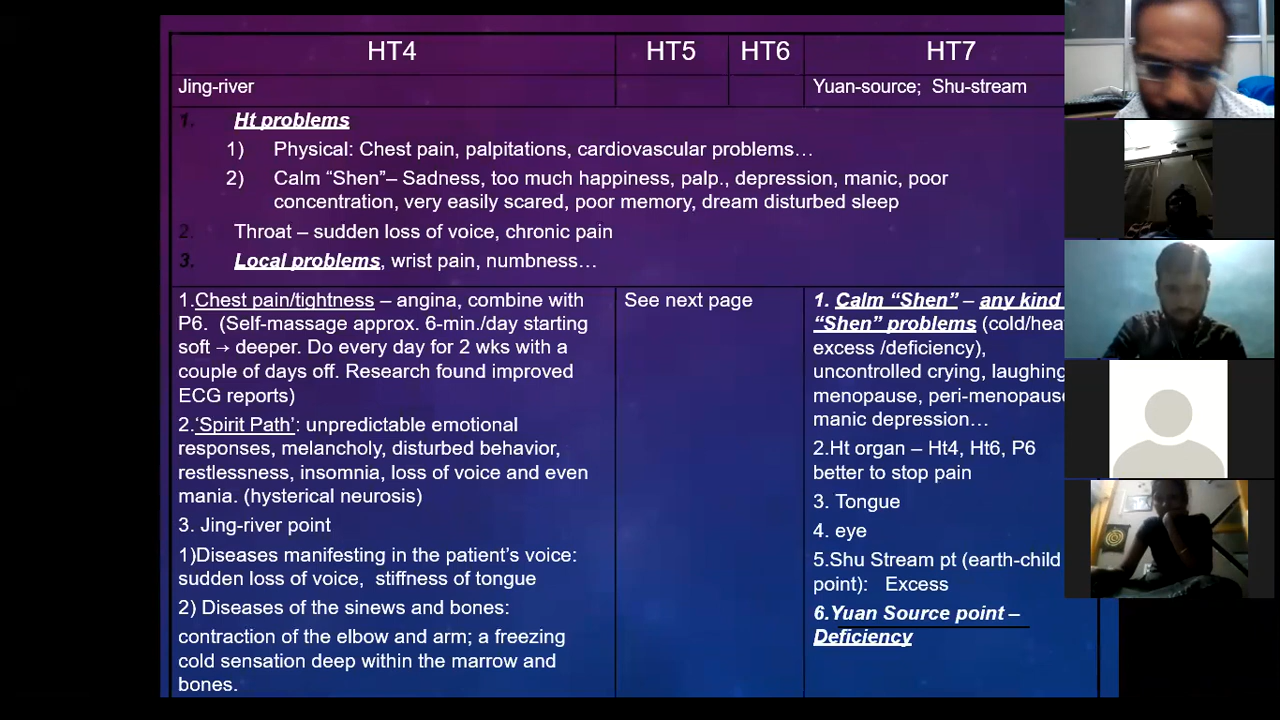 HT4 HT5 HT6 HT7
Jing-river Yuan-source; Shu-stream
1. Ht problems
1) Physical: Chest pain, palpitations, cardiovascular problems…
2) Calm “Shen”– Sadness, too much happiness, palp., depression, manic, poor
concentration, very easily scared, poor memory, dream disturbed sleep
2. Throat – sudden loss of voice, chronic pain
3. Local problems, wrist pain, numbness…
1.Chest pain/tightness – angina, combine with
P6. (Self-massage approx. 6-min./day starting
soft → deeper. Do every day for 2 wks with a
couple of days off. Research found improved
ECG reports)
2.‘Spirit Path’: unpredictable emotional
responses, melancholy, disturbed behavior,
restlessness, insomnia, loss of voice and even
mania. (hysterical neurosis)
3. Jing-river point
1)Diseases manifesting in the patient’s voice:
sudden loss of voice, stiffness of tongue
2) Diseases of the sinews and bones:
contraction of the elbow and arm; a freezing
cold sensation deep within the marrow and
bones.
See next page
1. Calm “Shen” – any kind
“Shen” problems (cold/hea
excess /deficiency),
uncontrolled crying, laughing
menopause, peri-menopause
manic depression…
2.Ht organ – Ht4, Ht6, P6
better to stop pain
3. Tongue
4. eye
5.Shu Stream pt (earth-child
point): Excess
6.Yuan Source point –
Deficiency